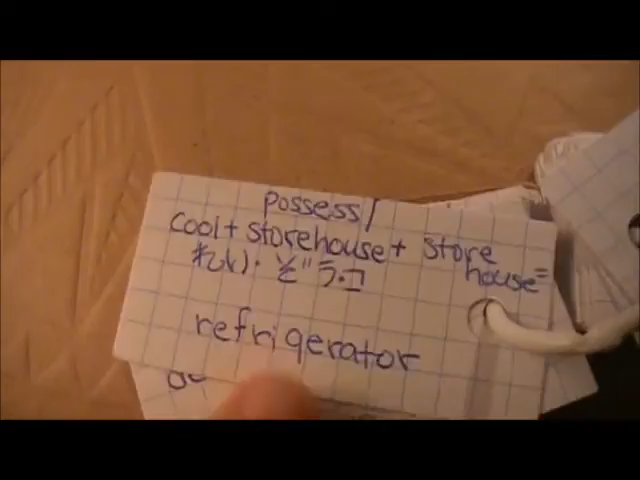 possess/
cool + storehouse + store
house =
れい・ぞう・こ
refrigerator